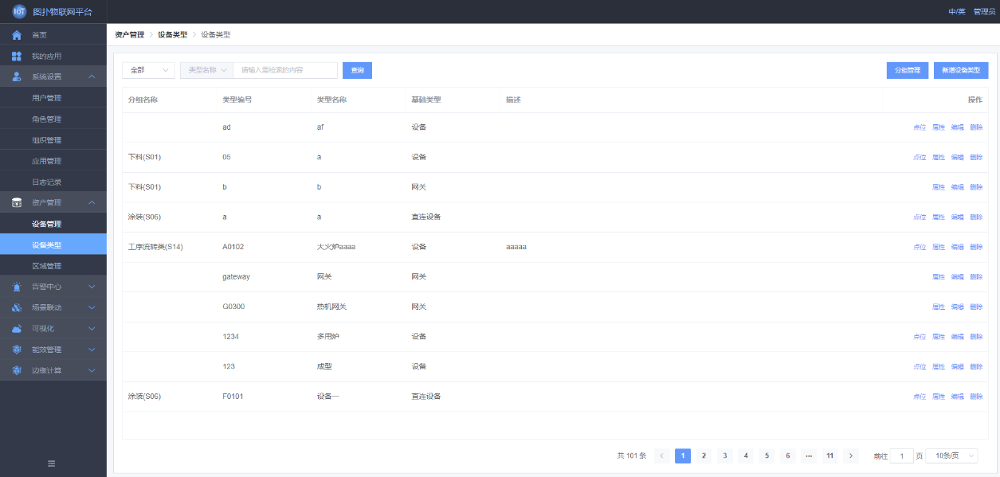 IOT 图扑物联网平台
中/英 管理员
首页
我的应用
系统设置
用户管理
角色管理
组织管理
应用管理
日志记录
资产管理
设备管理
设备类型
区域管理
告警中心
场景联动
可视化
能效管理
边缘计算
资产管理 > 设备类型 > 设备类型
全部 类型名称 请输入需检索的内容 查询 分组管理 新增设备类型
分组名称 类型编号 类型名称 基础类型 描述 操作
ad af 设备 点位 属性 编辑 删除
下料(S01) 05 a 设备 点位 属性 编辑 删除
下料(S01) b b 网关 属性 编辑 删除
涂装(S06) a a 直连设备 点位 属性 编辑 删除
工序流转类(S14) A0102 大火炉aaaa 设备 aaaaa 点位 属性 编辑 删除
gateway 网关 网关 属性 编辑 删除
G0300 热机网关 网关 属性 编辑 删除
1234 多用炉 设备 点位 属性 编辑 删除
123 成型 设备 点位 属性 编辑 删除
涂装(S06) F0101 设备一 直连设备 点位 属性 编辑 删除
共 101 条 < 1 2 3 4 5 6 ··· 11 > 前往 1 页 10条/页